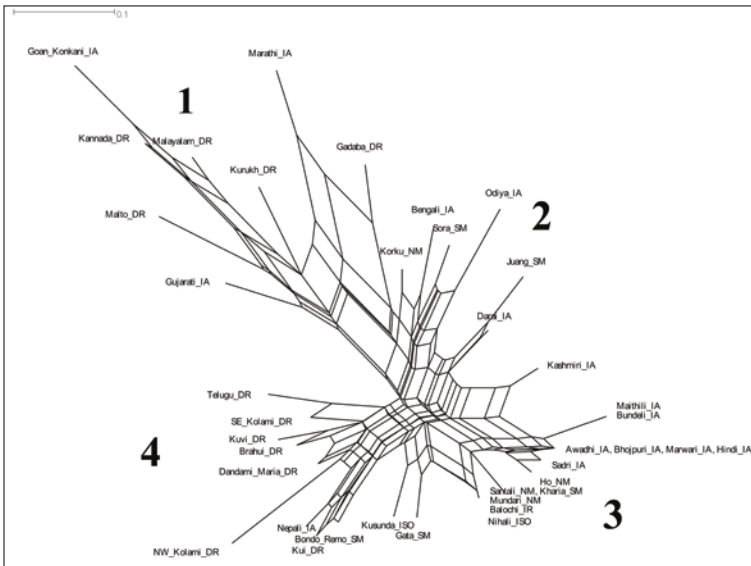 0.1
Goan_Konkani_IA
Marathi_IA
1
Kannada_DR
Malayalam_DR
Gadaba_DR
Kurukh_DR
Odiya_IA
2
Bengali_IA
Malto_DR
Sora_SM
Korku_NM
Juang_SM
Gujarati_IA
Darai_IA
Kashmiri_IA
Telugu_DR
Maithili_IA
Bundeli_IA
SE_Kolami_DR
4
Kuvi_DR
Brahui_DR
Awadhi_IA, Bhojpuri_IA, Marwari_IA, Hindi_IA
Dandami_Maria_DR
Sadri_IA
Ho_NM
Santali_NM, Kharia_SM
Mundari_NM
3
Balochi_IR
Nihali_ISO
Nepali_IA
Kusunda_ISO
Bondo_Remo_SM
Gata_SM
Kui_DR
NW_Kolami_DR